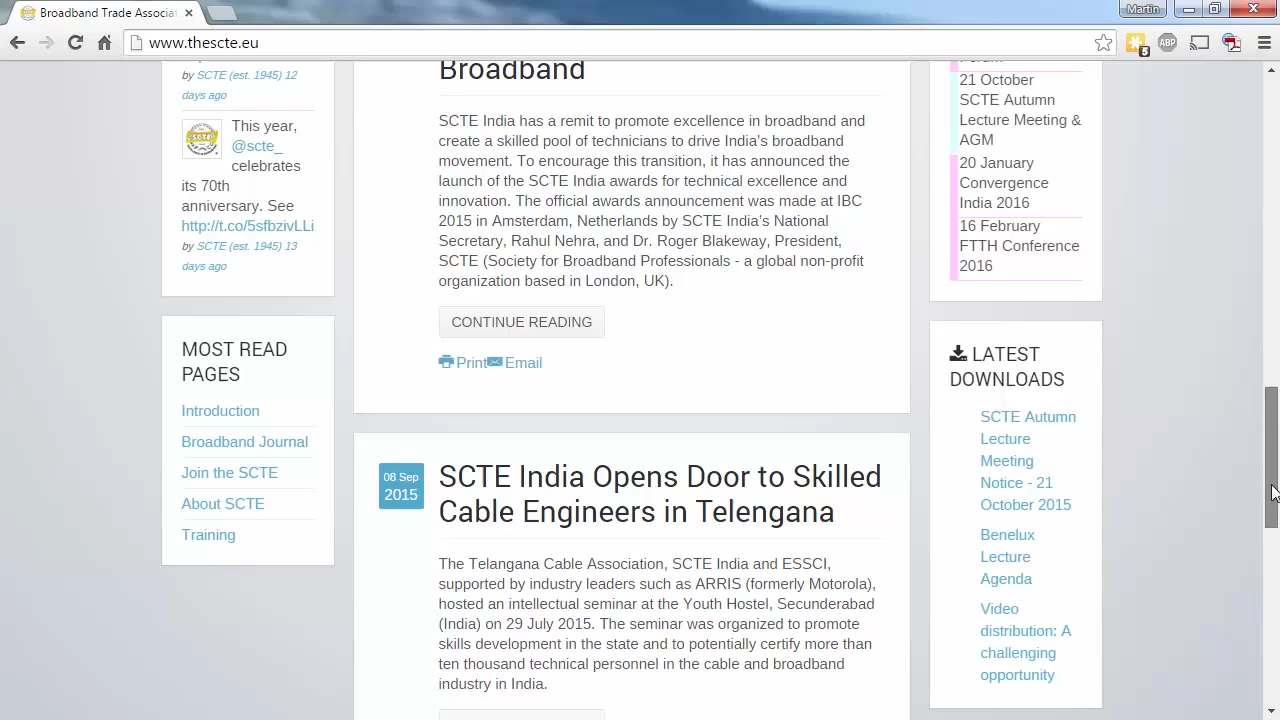 Broadband Trade Associat
Martin
www.thescte.eu
ABP
5
by SCTE (est. 1945) 12
days ago
This year,
@scte_
celebrates
its 70th
anniversary. See
http://t.co/5sfbzivLLi
by SCTE (est. 1945) 13
days ago
MOST READ
PAGES
Introduction
Broadband Journal
Join the SCTE
About SCTE
Training
Broadband
SCTE India has a remit to promote excellence in broadband and
create a skilled pool of technicians to drive India's broadband
movement. To encourage this transition, it has announced the
launch of the SCTE India awards for technical excellence and
innovation. The official awards announcement was made at IBC
2015 in Amsterdam, Netherlands by SCTE India's National
Secretary, Rahul Nehra, and Dr. Roger Blakeway, President,
SCTE (Society for Broadband Professionals - a global non-profit
organization based in London, UK).
CONTINUE READING
Print Email
08 Sep
2015
SCTE India Opens Door to Skilled
Cable Engineers in Telengana
The Telangana Cable Association, SCTE India and ESSCI,
supported by industry leaders such as ARRIS (formerly Motorola),
hosted an intellectual seminar at the Youth Hostel, Secunderabad
(India) on 29 July 2015. The seminar was organized to promote
skills development in the state and to potentially certify more than
ten thousand technical personnel in the cable and broadband
industry in India.
21 October
SCTE Autumn
Lecture Meeting &
AGM
20 January
Convergence
India 2016
16 February
FTTH Conference
2016
LATEST
DOWNLOADS
SCTE Autumn
Lecture
Meeting
Notice - 21
October 2015
Benelux
Lecture
Agenda
Video
distribution: A
challenging
opportunity